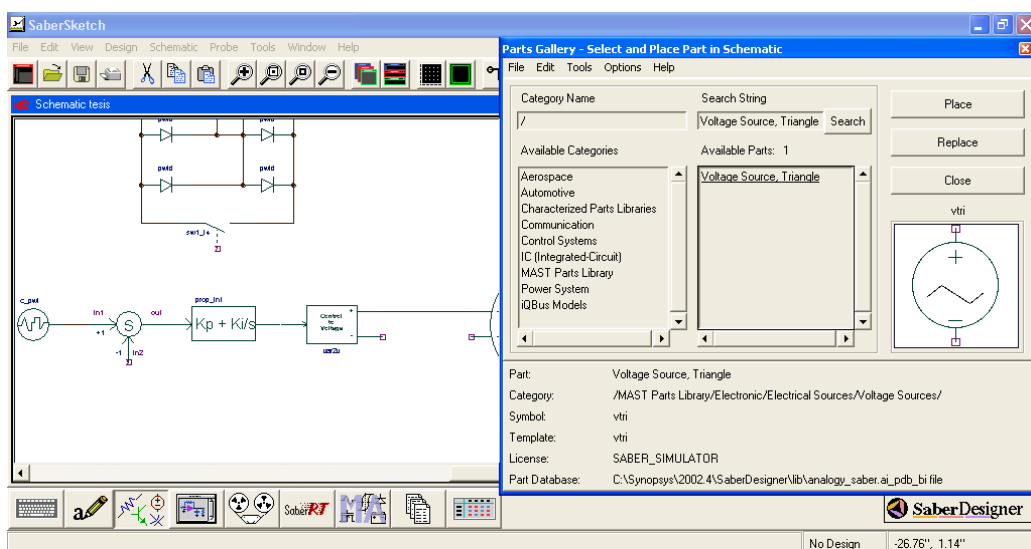 SaberSketch
File Edit View Design Schematic Probe Tools Window Help
Schematic tesis
pwld pwld
pwld pwld
sw1_l4
c_pwl
in1
+1
S
-1 in2
out
Kp + Ki/s
Control
to
Voltage
+
-
Parts Gallery - Select and Place Part in Schematic
File Edit Tools Options Help
Category Name
/
Search String
Voltage Source, Triangle Search
Available Categories
Aerospace
Automotive
Characterized Parts Libraries
Communication
Control Systems
IC (Integrated-Circuit)
MAST Parts Library
Power System
iQBus Models
Available Parts: 1
Voltage Source, Triangle
Place
Replace
Close
vtri
Part: Voltage Source, Triangle
Category: /MAST Parts Library/Electronic/Electrical Sources/Voltage Sources/
Symbol: vtri
Template: vtri
License: SABER_SIMULATOR
Part Database: C:\Synopsys\2002.4\SaberDesigner\lib\analogy_saber.ai_pdb_bi file
a
SaberRT
MA
SaberDesigner
No Design -26.76", 1.14"